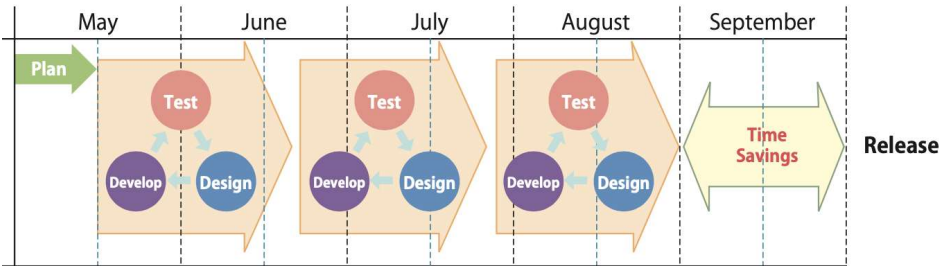 May June July August September
Plan
Test Test Test
Develop Design Develop Design Develop Design
Time
Savings
Release